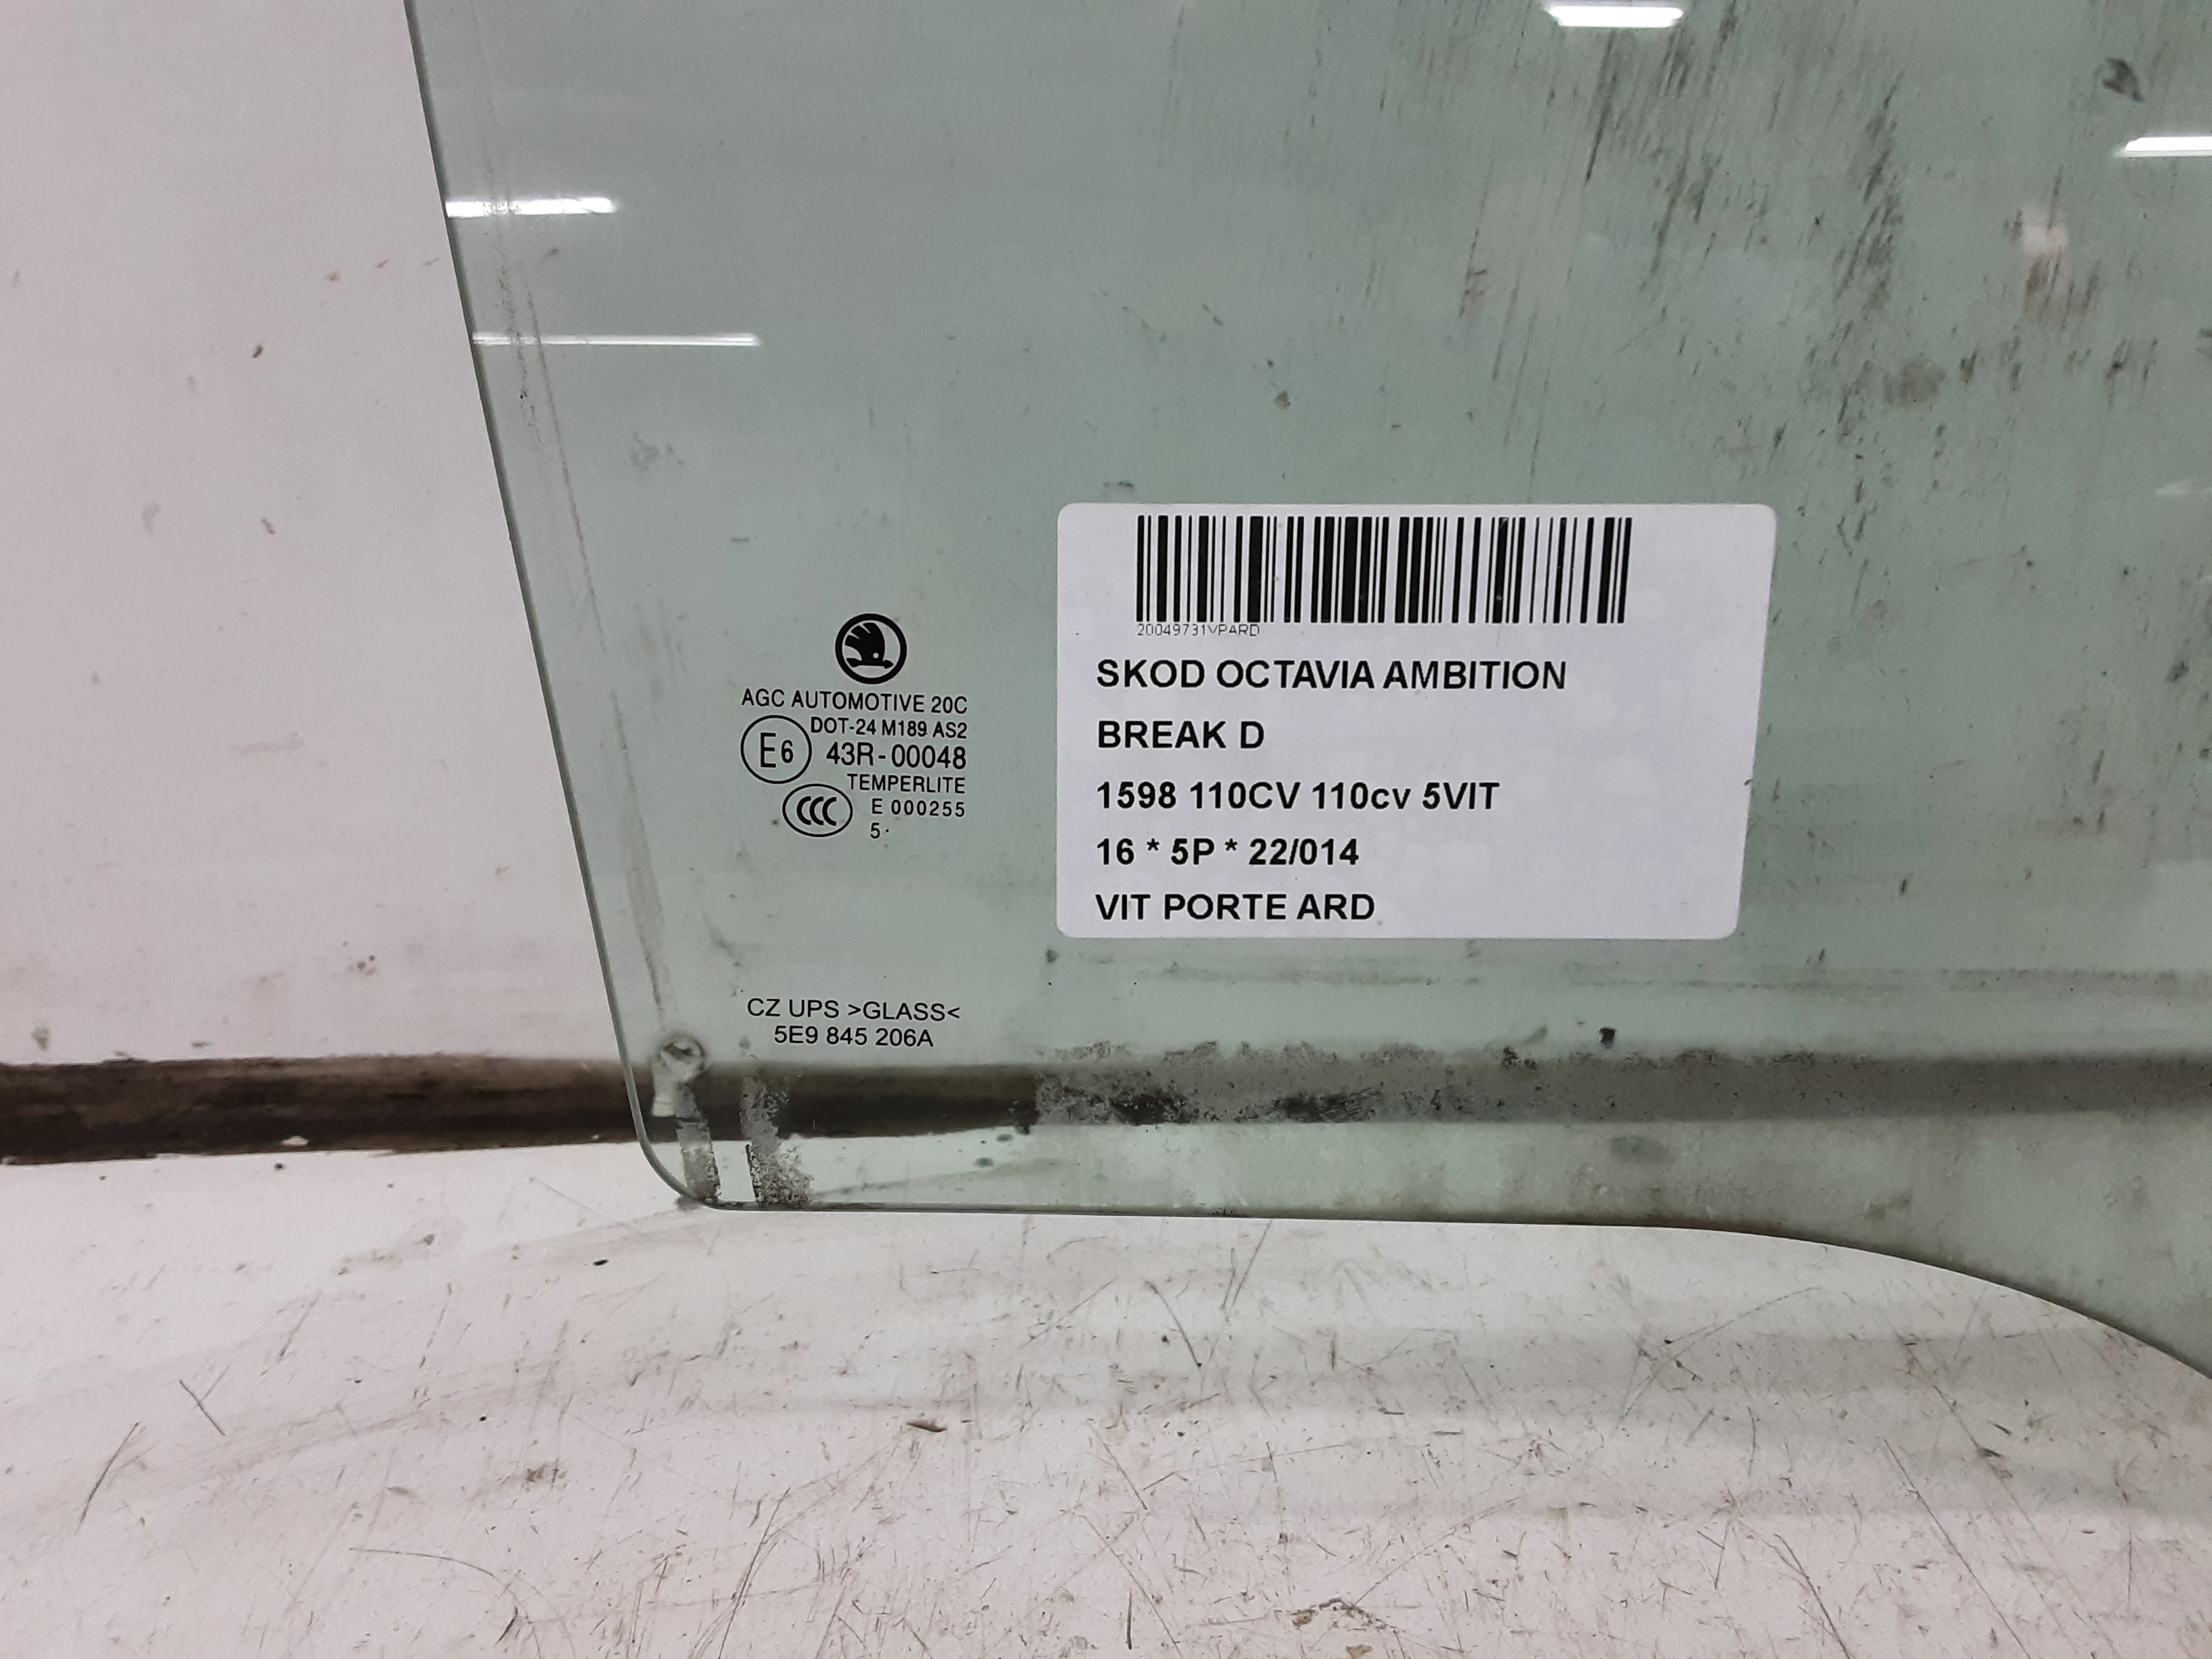 AGC AUTOMOTIVE 20C
DOT-24 M189 AS2
E6 43R-00048
TEMPERLITE
CCC E 000255
5·
CZ UPS >GLASS<
5E9 845 206A
20049731VPARD
SKOD OCTAVIA AMBITION
BREAK D
1598 110CV 110cv 5VIT
16 * 5P * 22/014
VIT PORTE ARD